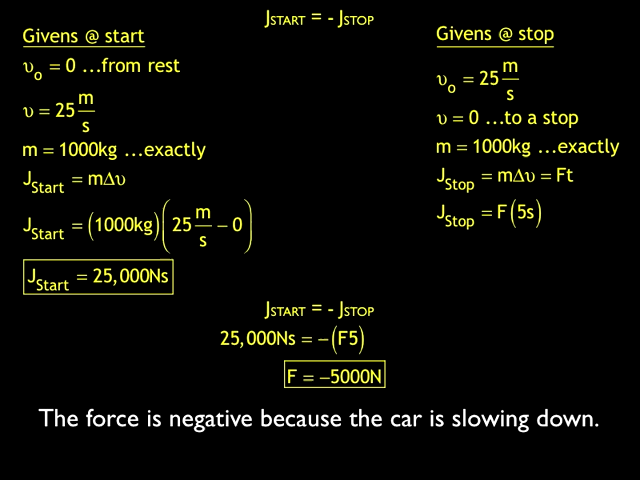 JSTART = - JSTOP
Givens @ start
υo = 0 ...from rest
υ = 25 m/s
m = 1000kg ...exactly
JStart = mΔυ
JStart = (1000kg)(25 m/s – 0)
JStart = 25,000Ns
Givens @ stop
υo = 25 m/s
υ = 0 ...to a stop
m = 1000kg ...exactly
JStop = mΔυ = Ft
JStop = F(5s)
JSTART = - JSTOP
25,000Ns = –(F5)
F = –5000N
The force is negative because the car is slowing down.